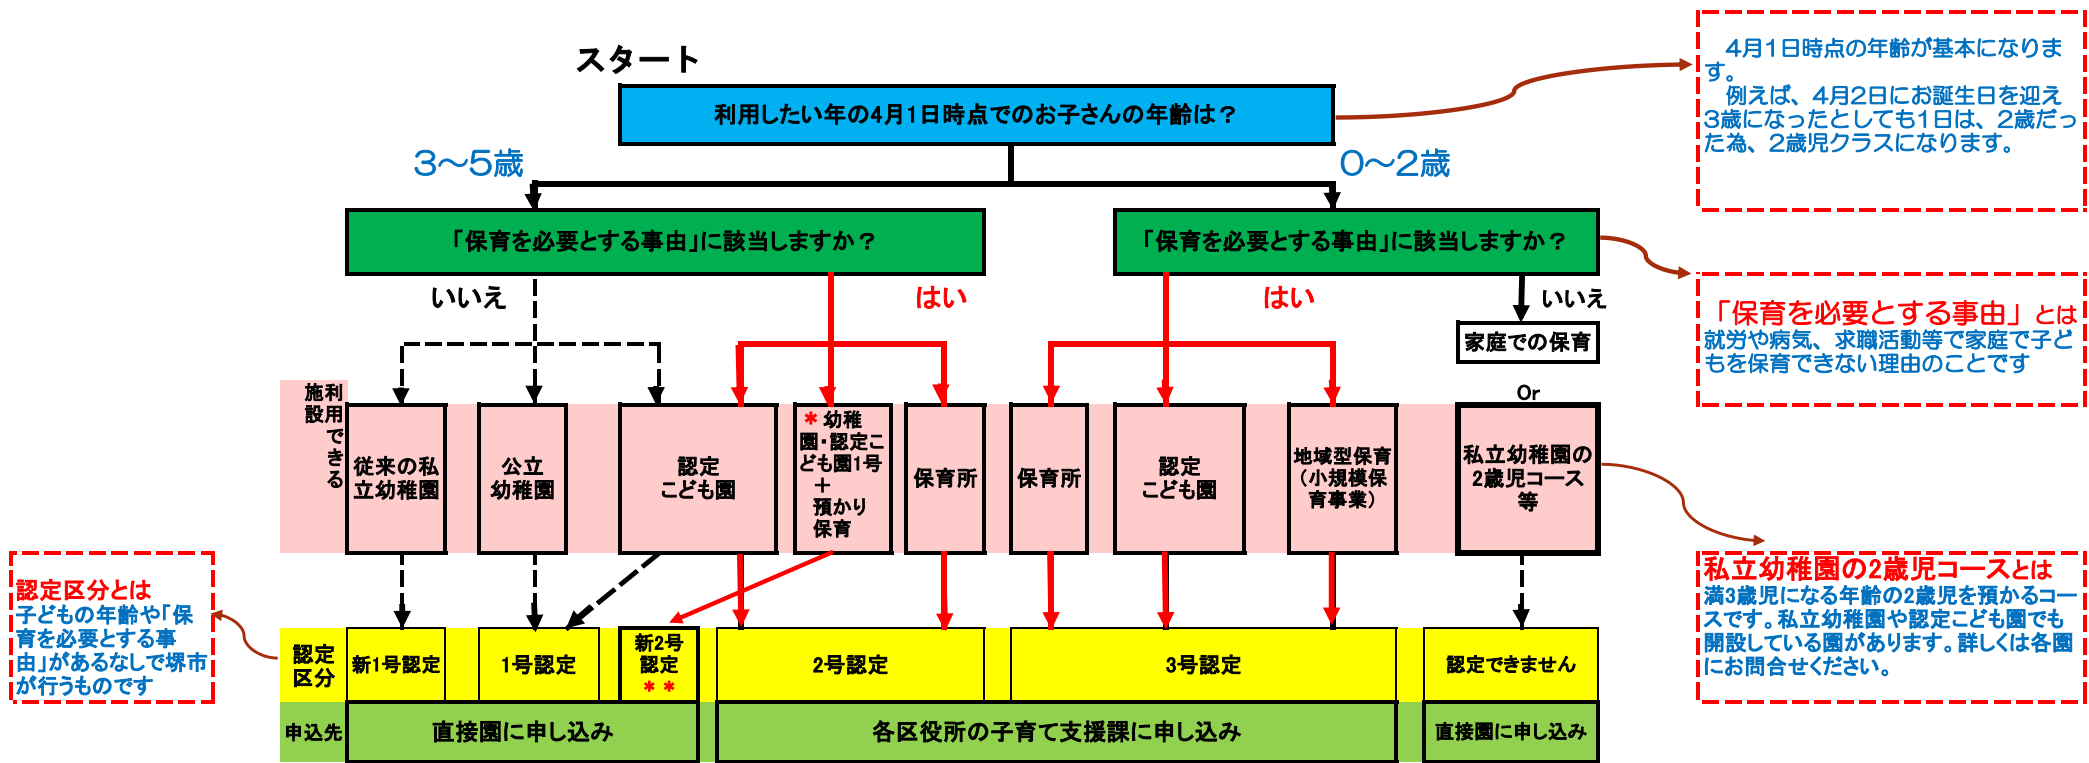 スタート
利用したい年の4月1日時点でのお子さんの年齢は？
3～5歳
0～2歳
　4月1日時点の年齢が基本になりま
す。
　例えば、4月2日にお誕生日を迎え
3歳になったとしても1日は、2歳だっ
た為、2歳児クラスになります。
「保育を必要とする事由」に該当しますか？
「保育を必要とする事由」に該当しますか？
いいえ
はい
はい
いいえ
家庭での保育
Or
「保育を必要とする事由」とは
就労や病気、求職活動等で家庭で子ど
もを保育できない理由のことです
利用できる
施設
従来の私
立幼稚園
公立
幼稚園
認定
こども園
＊幼稚
園・認定こ
ども園1号
＋
預かり
保育
保育所
保育所
認定
こども園
地域型保育
（小規模保
育事業）
私立幼稚園の
2歳児コース
等
私立幼稚園の2歳児コースとは
満3歳児になる年齢の2歳児を預かるコー
スです。私立幼稚園や認定こども園でも
開設している園があります。詳しくは各園
にお問合せください。
認定区分とは
子どもの年齢や「保
育を必要とする事
由」があるなしで堺市
が行うものです
認定
区分
新1号認定
1号認定
新2号
認定
＊＊
2号認定
3号認定
認定できません
申込先
直接園に申し込み
各区役所の子育て支援課に申し込み
直接園に申し込み